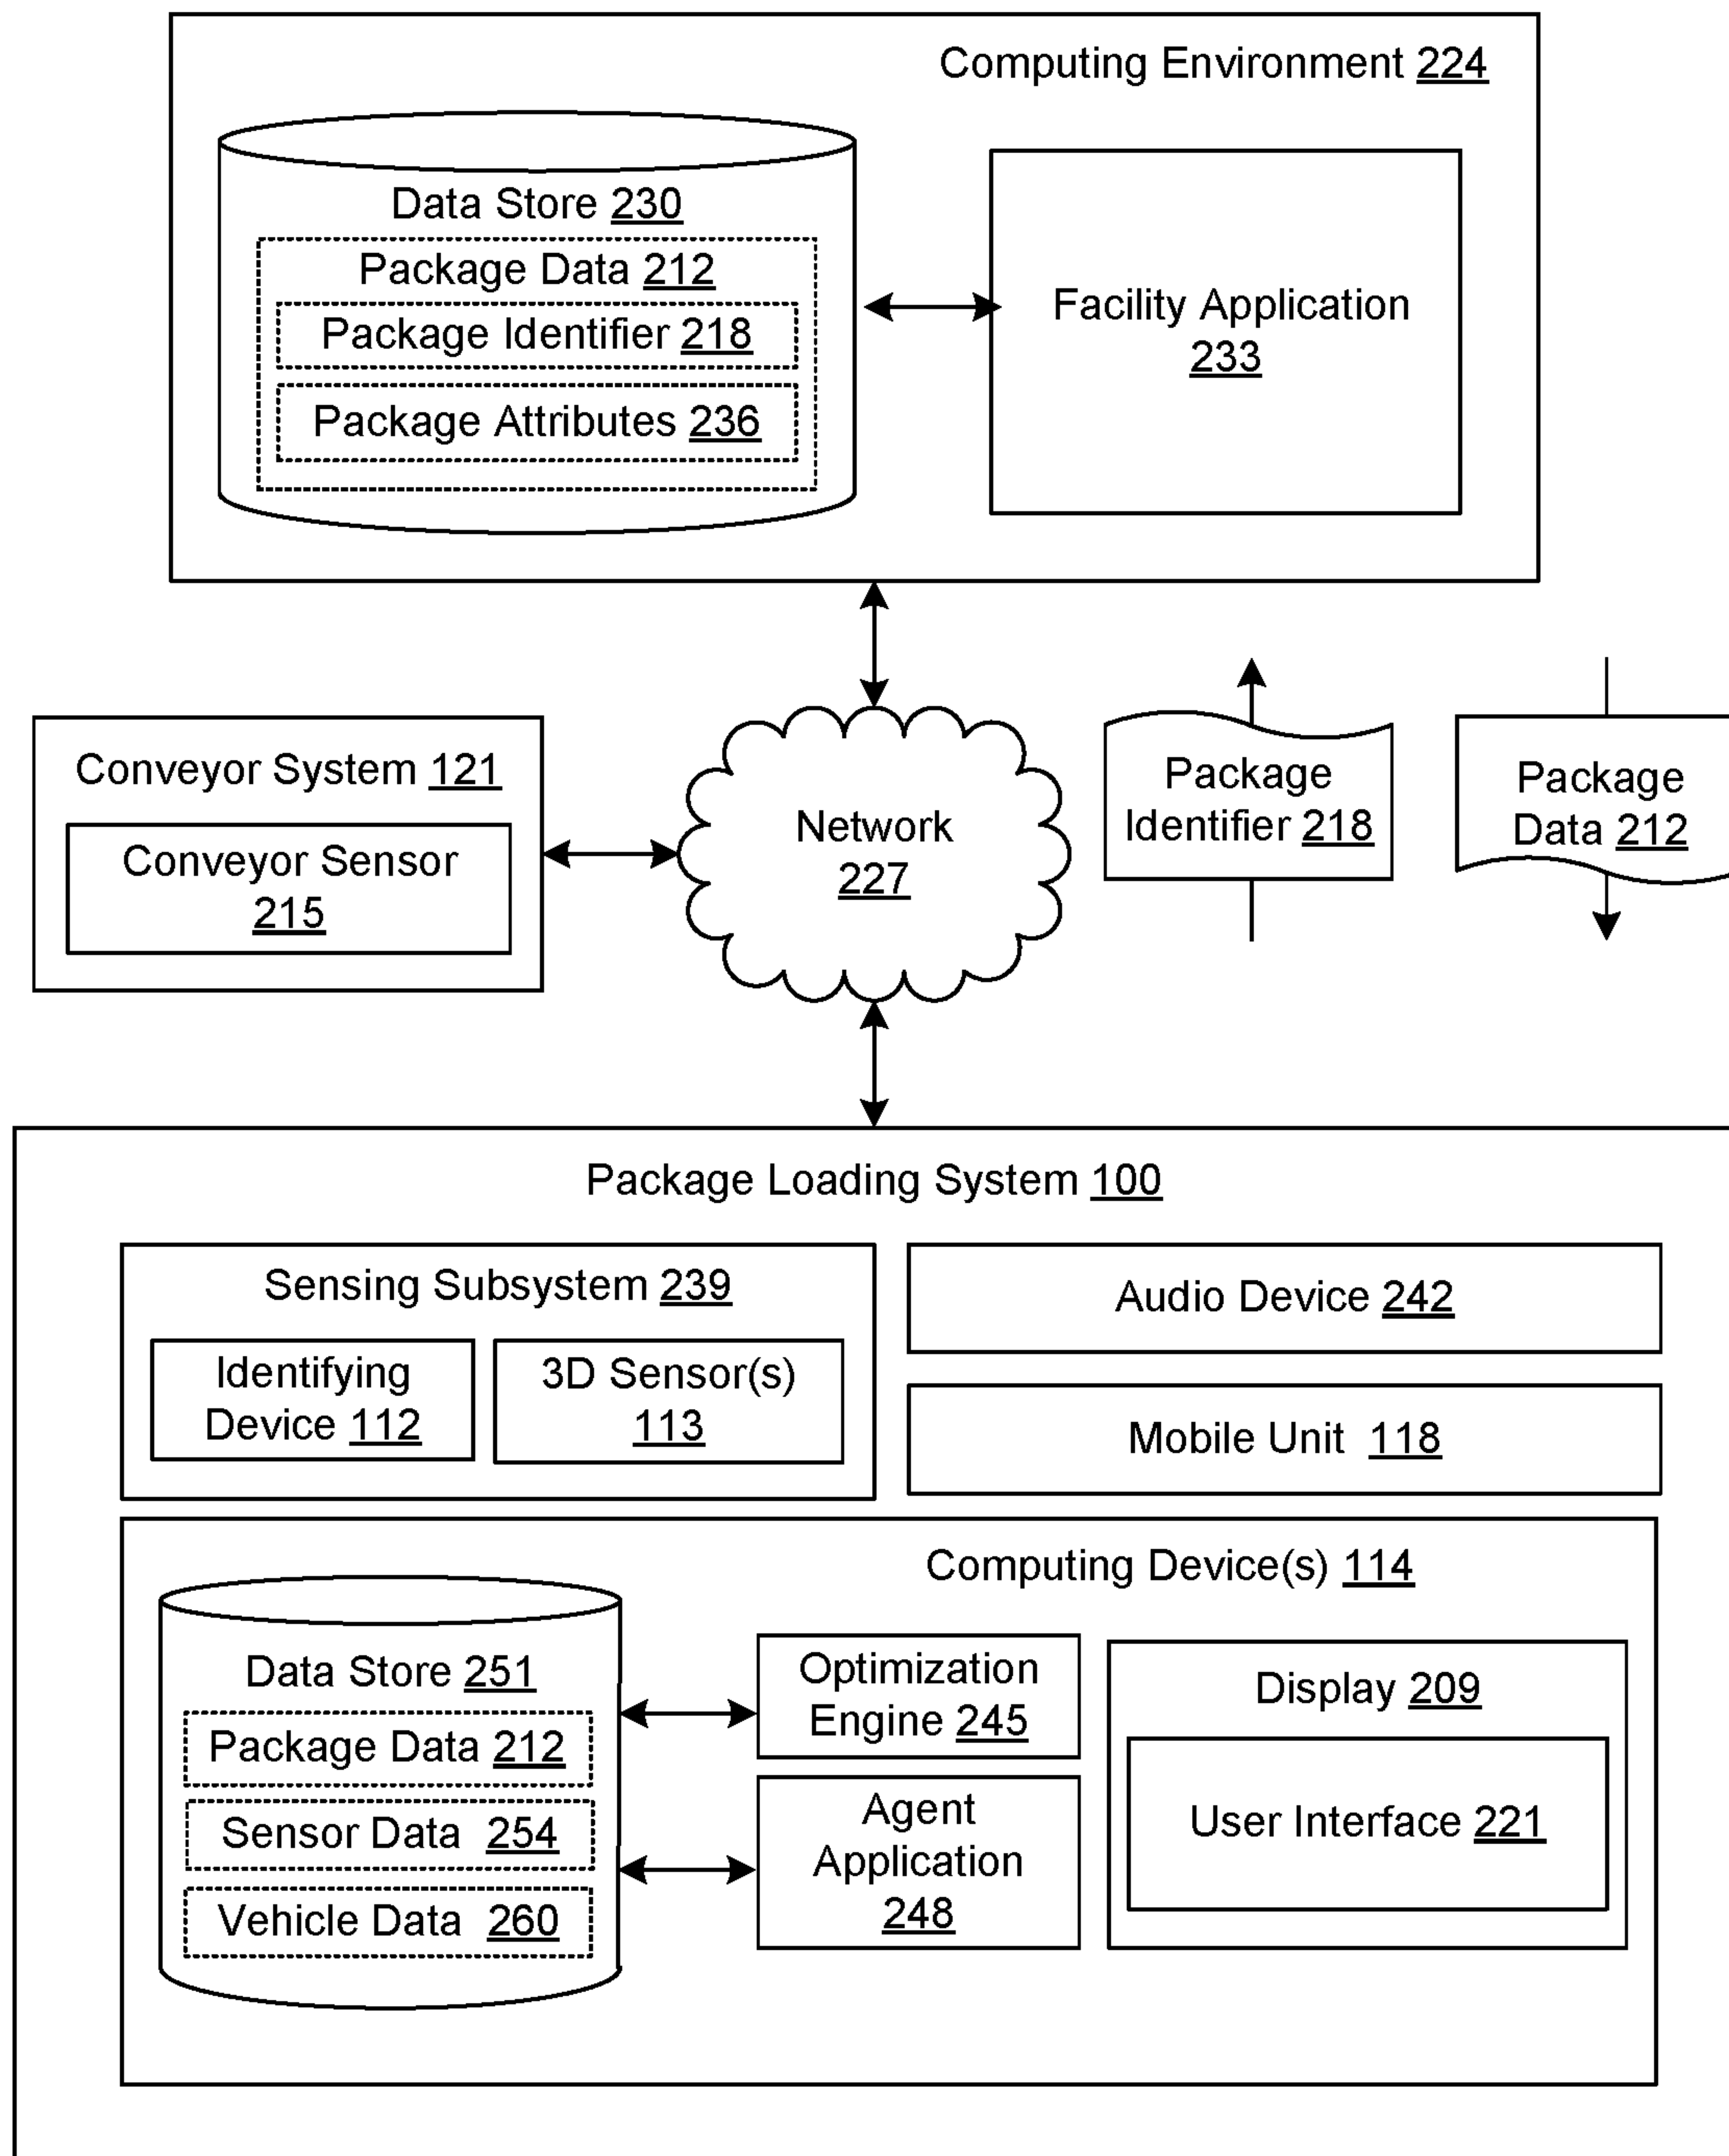 Computing Environment 224
Data Store 230
Package Data 212
Package Identifier 218
Package Attributes 236
Facility Application
233
Conveyor System 121
Conveyor Sensor
215
Network
227
Package
Identifier 218
Package
Data 212
Package Loading System 100
Sensing Subsystem 239
Identifying
Device 112
3D Sensor(s)
113
Audio Device 242
Mobile Unit 118
Computing Device(s) 114
Data Store 251
Package Data 212
Sensor Data 254
Vehicle Data 260
Optimization
Engine 245
Agent
Application
248
Display 209
User Interface 221